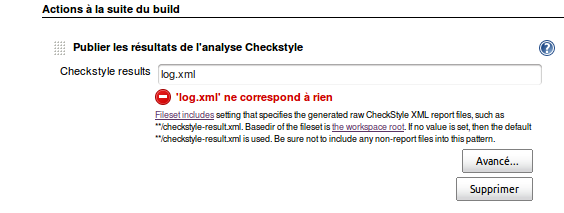 Actions à la suite du build
Publier les résultats de l'analyse Checkstyle
?
Checkstyle results
log.xml
'log.xml' ne correspond à rien
Fileset includes setting that specifies the generated raw CheckStyle XML report files, such as
**/checkstyle-result.xml. Basedir of the fileset is the workspace root. If no value is set, then the default
**/checkstyle-result.xml is used. Be sure not to include any non-report files into this pattern.
Avancé...
Supprimer